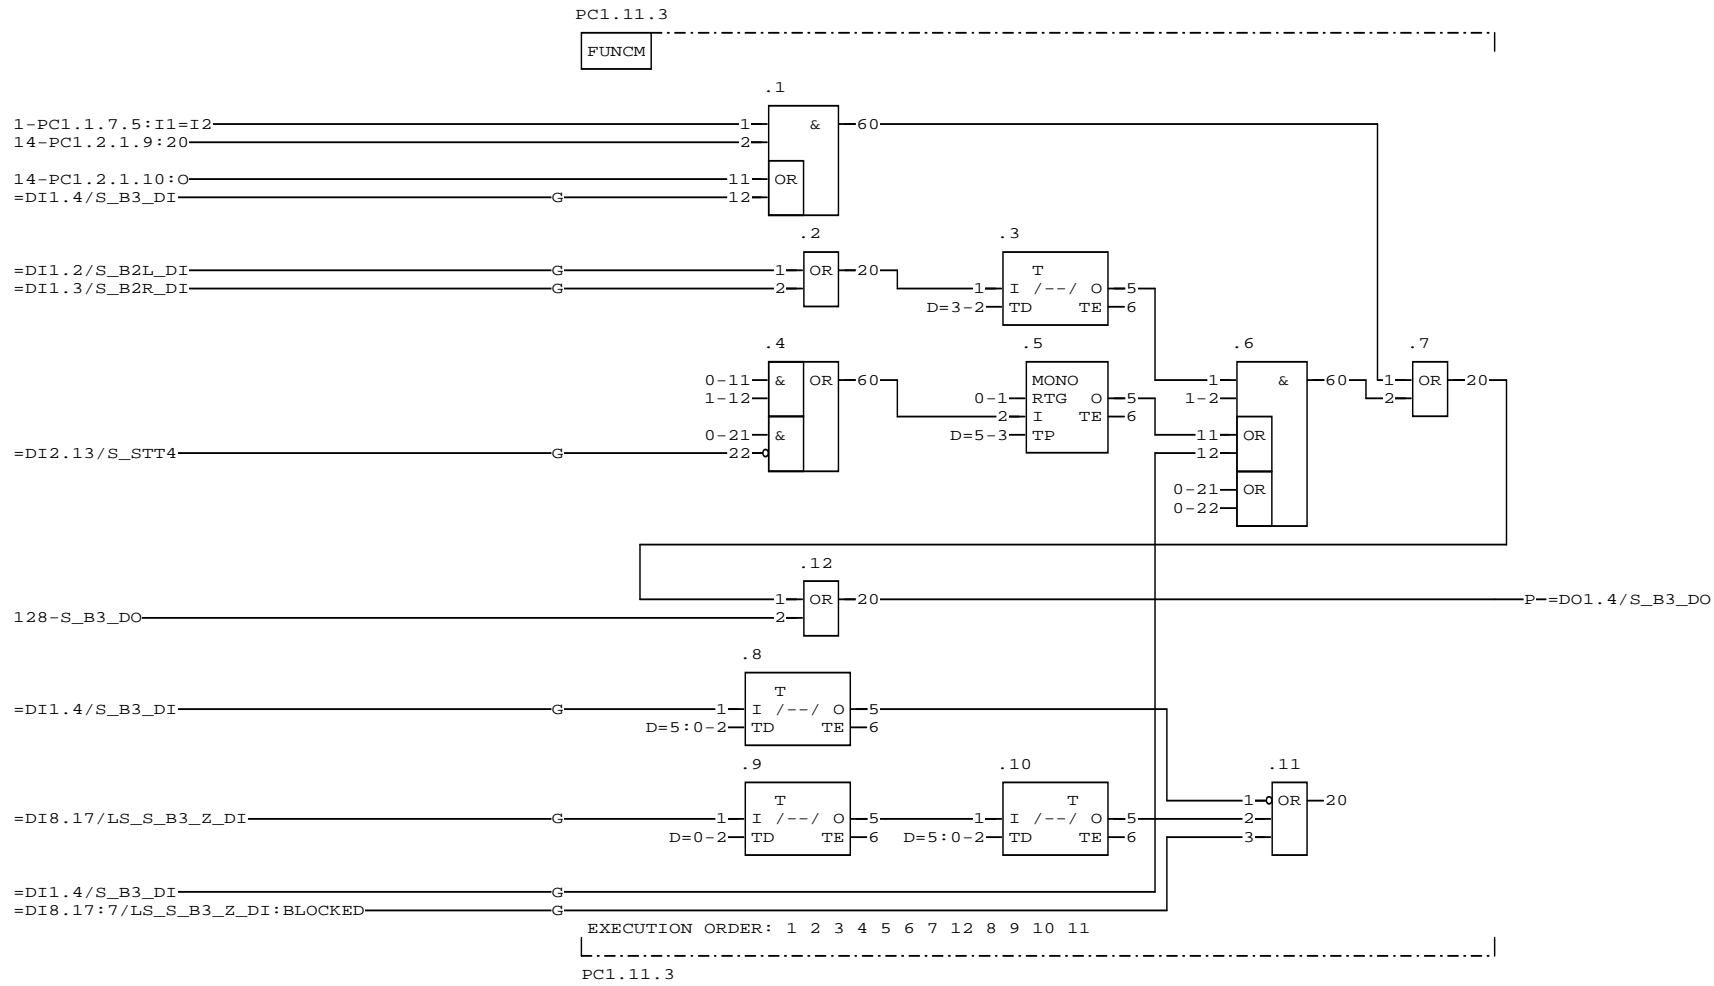 PC1.11.3
FUNCM
.1
1-PC1.1.7.5:I1=I2 1 & 60
14-PC1.2.1.9:20 2
14-PC1.2.1.10:O 11 OR
=DI1.4/S_B3_DI G 12
.2 .3
=DI1.2/S_B2L_DI G 1 OR 20 T
=DI1.3/S_B2R_DI G 2 1 I /--/ O 5
D=3-2 TD TE 6
.4 .5 .6 .7
0-11 & OR 60 MONO 1 & 60 1 OR 20
1-12 0-1 RTG O 5 1-2 2
2 I TE 6
0-21 & D=5-3 TP 11 OR
=DI2.13/S_STT4 G 22 12
0-21 OR
0-22
.12
1 OR 20 P =DO1.4/S_B3_DO
128-S_B3_DO 2
.8
T
=DI1.4/S_B3_DI G 1 I /--/ O 5
D=5:0-2 TD TE 6
.9 .10 .11
T T 1 OR 20
=DI8.17/LS_S_B3_Z_DI G 1 I /--/ O 5 1 I /--/ O 5 2
D=0-2 TD TE 6 D=5:0-2 TD TE 6 3
=DI1.4/S_B3_DI G
=DI8.17:7/LS_S_B3_Z_DI:BLOCKED G
EXECUTION ORDER: 1 2 3 4 5 6 7 12 8 9 10 11
PC1.11.3